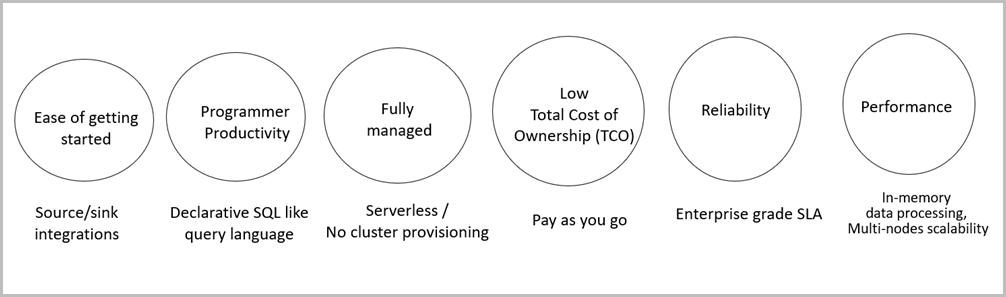 Ease of getting
started
Source/sink
integrations
Programmer
Productivity
Declarative SQL like
query language
Fully
managed
Serverless /
No cluster provisioning
Low
Total Cost of
Ownership (TCO)
Pay as you go
Reliability
Enterprise grade SLA
Performance
In-memory
data processing,
Multi-nodes scalability